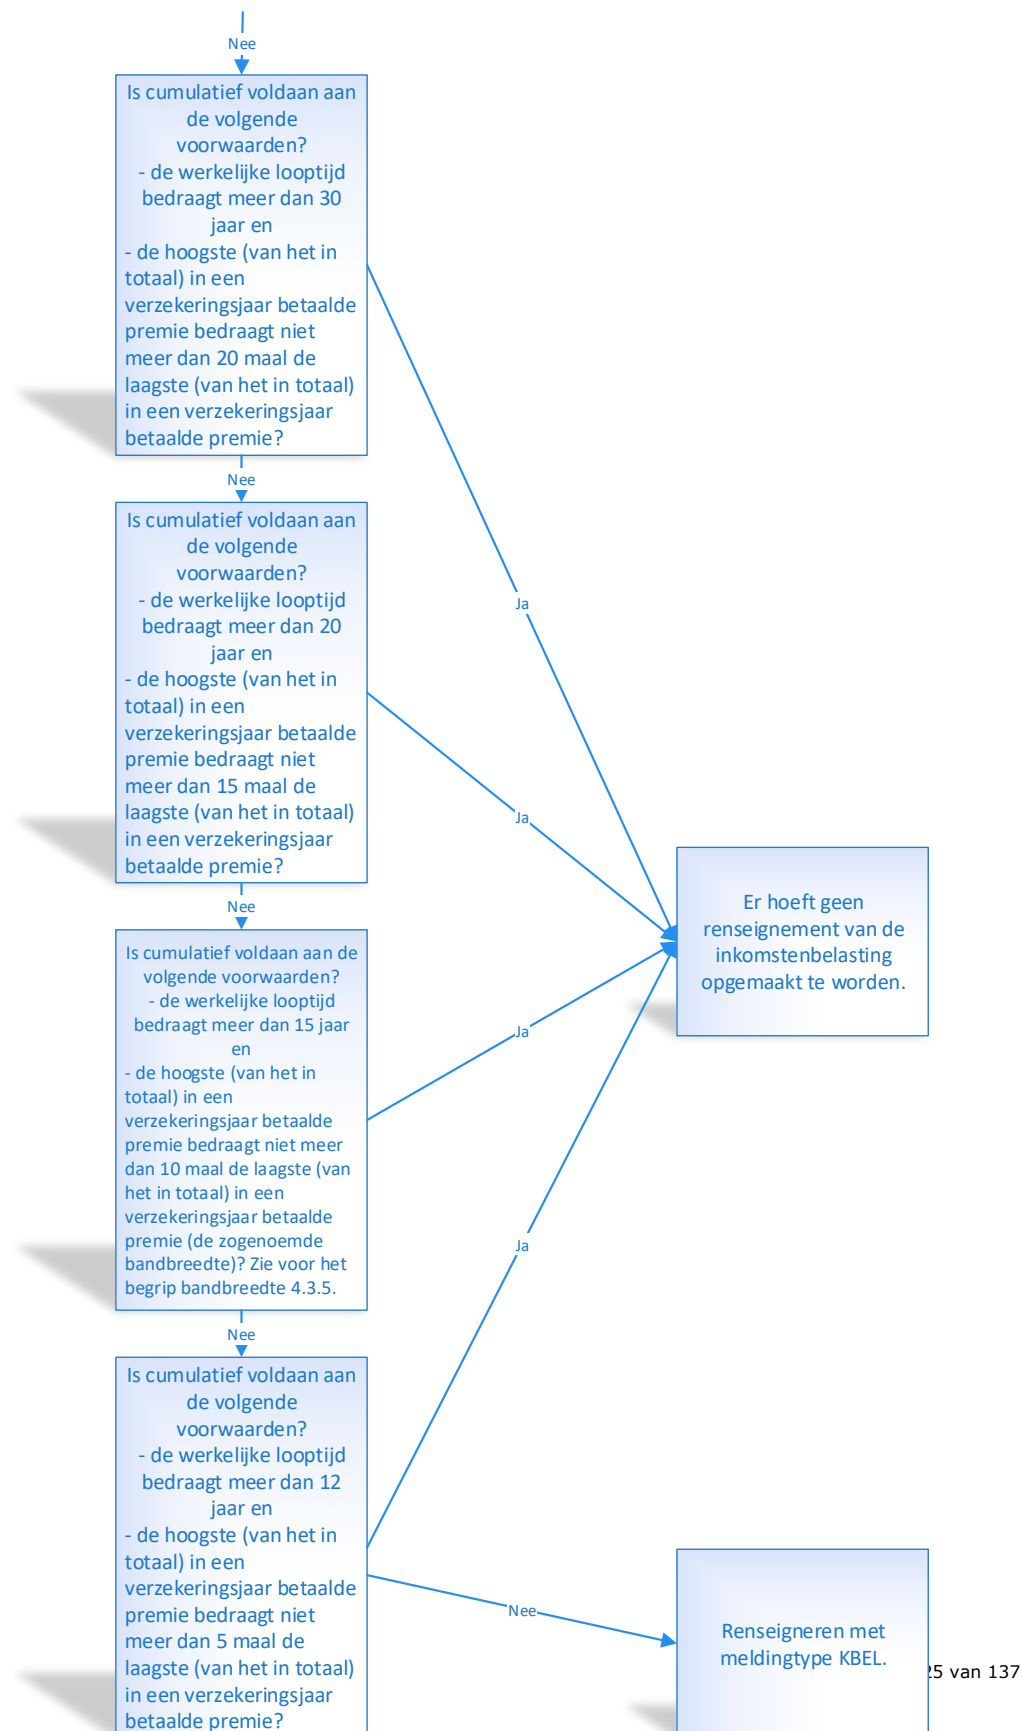 Nee
Is cumulatief voldaan aan
de volgende
voorwaarden?
- de werkelijke looptijd
bedraagt meer dan 30
jaar en
- de hoogste (van het in
totaal) in een
verzekeringsjaar betaalde
premie bedraagt niet
meer dan 20 maal de
laagste (van het in totaal)
in een verzekeringsjaar
betaalde premie?
Ja
Nee
Is cumulatief voldaan aan
de volgende
voorwaarden?
- de werkelijke looptijd
bedraagt meer dan 20
jaar en
- de hoogste (van het in
totaal) in een
verzekeringsjaar betaalde
premie bedraagt niet
meer dan 15 maal de
laagste (van het in totaal)
in een verzekeringsjaar
betaalde premie?
Ja
Er hoeft geen
renseignement van de
inkomstenbelasting
opgemaakt te worden.
Nee
Is cumulatief voldaan aan de
volgende voorwaarden?
- de werkelijke looptijd
bedraagt meer dan 15 jaar
en
- de hoogste (van het in
totaal) in een
verzekeringsjaar betaalde
premie bedraagt niet meer
dan 10 maal de laagste (van
het in totaal) in een
verzekeringsjaar betaalde
premie (de zogenoemde
bandbreedte)? Zie voor het
begrip bandbreedte 4.3.5.
Ja
Nee
Is cumulatief voldaan aan
de volgende
voorwaarden?
- de werkelijke looptijd
bedraagt meer dan 12
jaar en
- de hoogste (van het in
totaal) in een
verzekeringsjaar betaalde
premie bedraagt niet
meer dan 5 maal de
laagste (van het in totaal)
in een verzekeringsjaar
betaalde premie?
Ja
Nee
Renseigneren met
meldingtype KBEL.
5 van 137